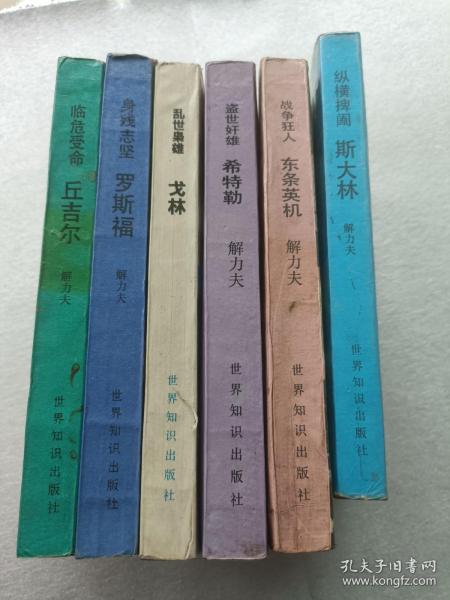 临危受命
丘吉尔
解力夫
世界知识出版社
身残志坚
罗斯福
解力夫
世界知识出版社
乱世枭雄
戈林
世界知识出版社
盗世奸雄
希特勒
解力夫
世界知识出版社
战争狂人
东条英机
解力夫
世界知识出版社
纵横捭阖
斯大林
解力夫
世界知识出版社
孔夫子旧书网
www.kongfz.com